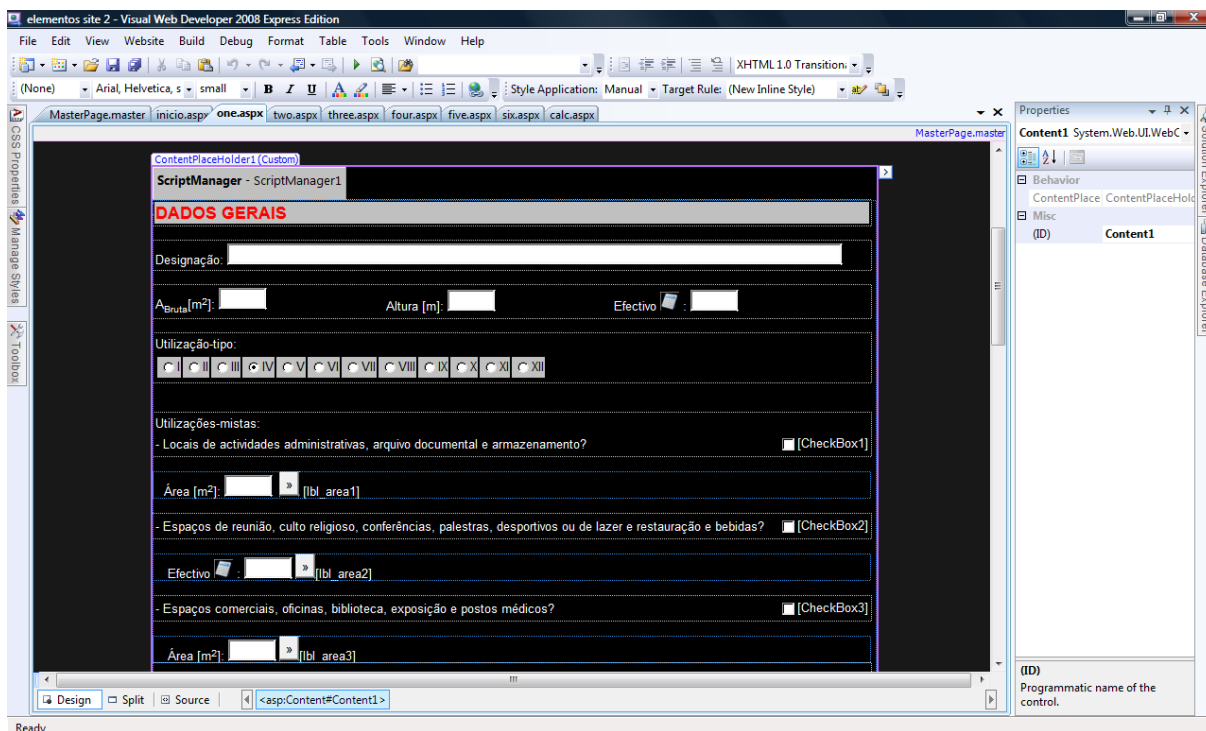 elementos site 2 - Visual Web Developer 2008 Express Edition
File Edit View Website Build Debug Format Table Tools Window Help
XHTML 1.0 Transition
(None) Arial, Helvetica, s small B I U A Style Application: Manual Target Rule: (New Inline Style)
MasterPage.master inicio.aspx one.aspx two.aspx three.aspx four.aspx five.aspx six.aspx calc.aspx
MasterPage.master
CSS Properties
Manage Styles
Toolbox
ContentPlaceHolder1 (Custom)
ScriptManager - ScriptManager1
DADOS GERAIS
Designação:
ABruta[m2]: Altura [m]: Efectivo :
Utilização-tipo:
I II III IV V VI VII VIII IX X XI XII
Utilizações-mistas:
- Locais de actividades administrativas, arquivo documental e armazenamento? [CheckBox1]
Área [m2]: » [lbl_area1]
- Espaços de reunião, culto religioso, conferências, palestras, desportivos ou de lazer e restauração e bebidas? [CheckBox2]
Efectivo : » [lbl_area2]
- Espaços comerciais, oficinas, biblioteca, exposição e postos médicos? [CheckBox3]
Área [m2]: » [lbl_area3]
Design Split Source <asp:Content#Content1>
Ready
Properties
Content1 System.Web.UI.WebC
Behavior
ContentPlace ContentPlaceHold
Misc
(ID) Content1
(ID)
Programmatic name of the
control.
Solution Explorer
Database Explorer